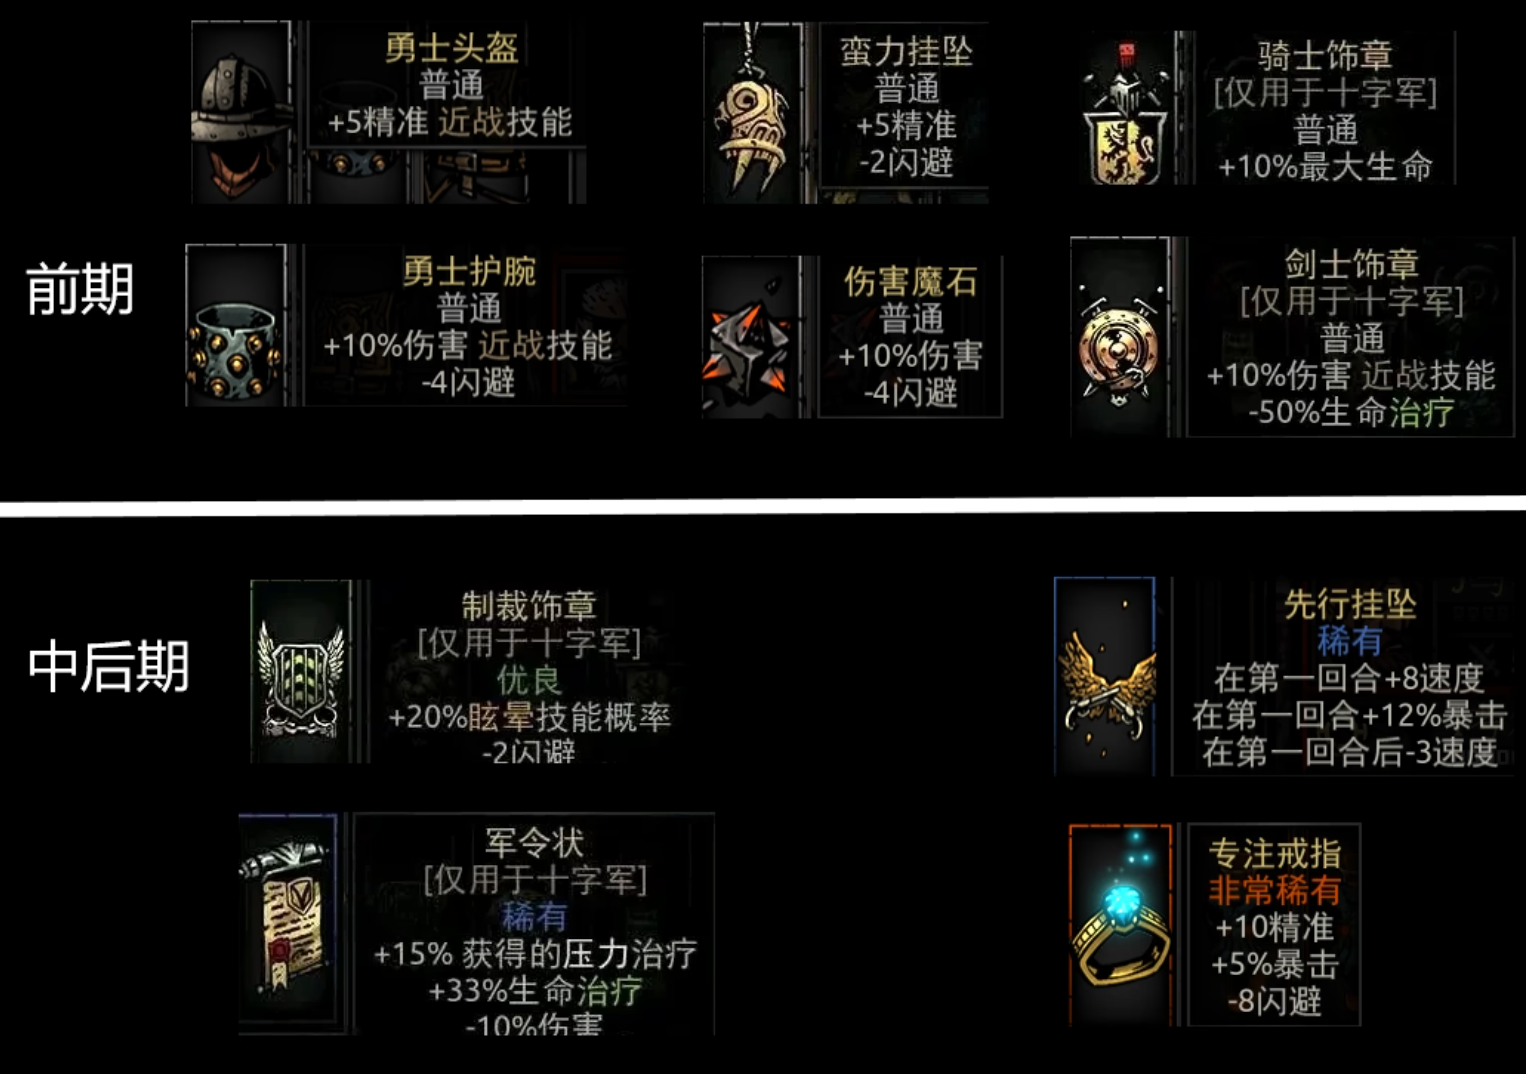 勇士头盔
普通
+5精准 近战技能
蛮力挂坠
普通
+5精准
-2闪避
骑士饰章
[仅用于十字军]
普通
+10%最大生命
前期
勇士护腕
普通
+10%伤害 近战技能
-4闪避
伤害魔石
普通
+10%伤害
-4闪避
剑士饰章
[仅用于十字军]
普通
+10%伤害 近战技能
-50%生命治疗
中后期
制裁饰章
[仅用于十字军]
优良
+20%眩晕技能概率
-2闪避
先行挂坠
稀有
在第一回合+8速度
在第一回合+12%暴击
在第一回合后-3速度
军令状
[仅用于十字军]
稀有
+15% 获得的压力治疗
+33%生命治疗
-10%伤害
专注戒指
非常稀有
+10精准
+5%暴击
-8闪避